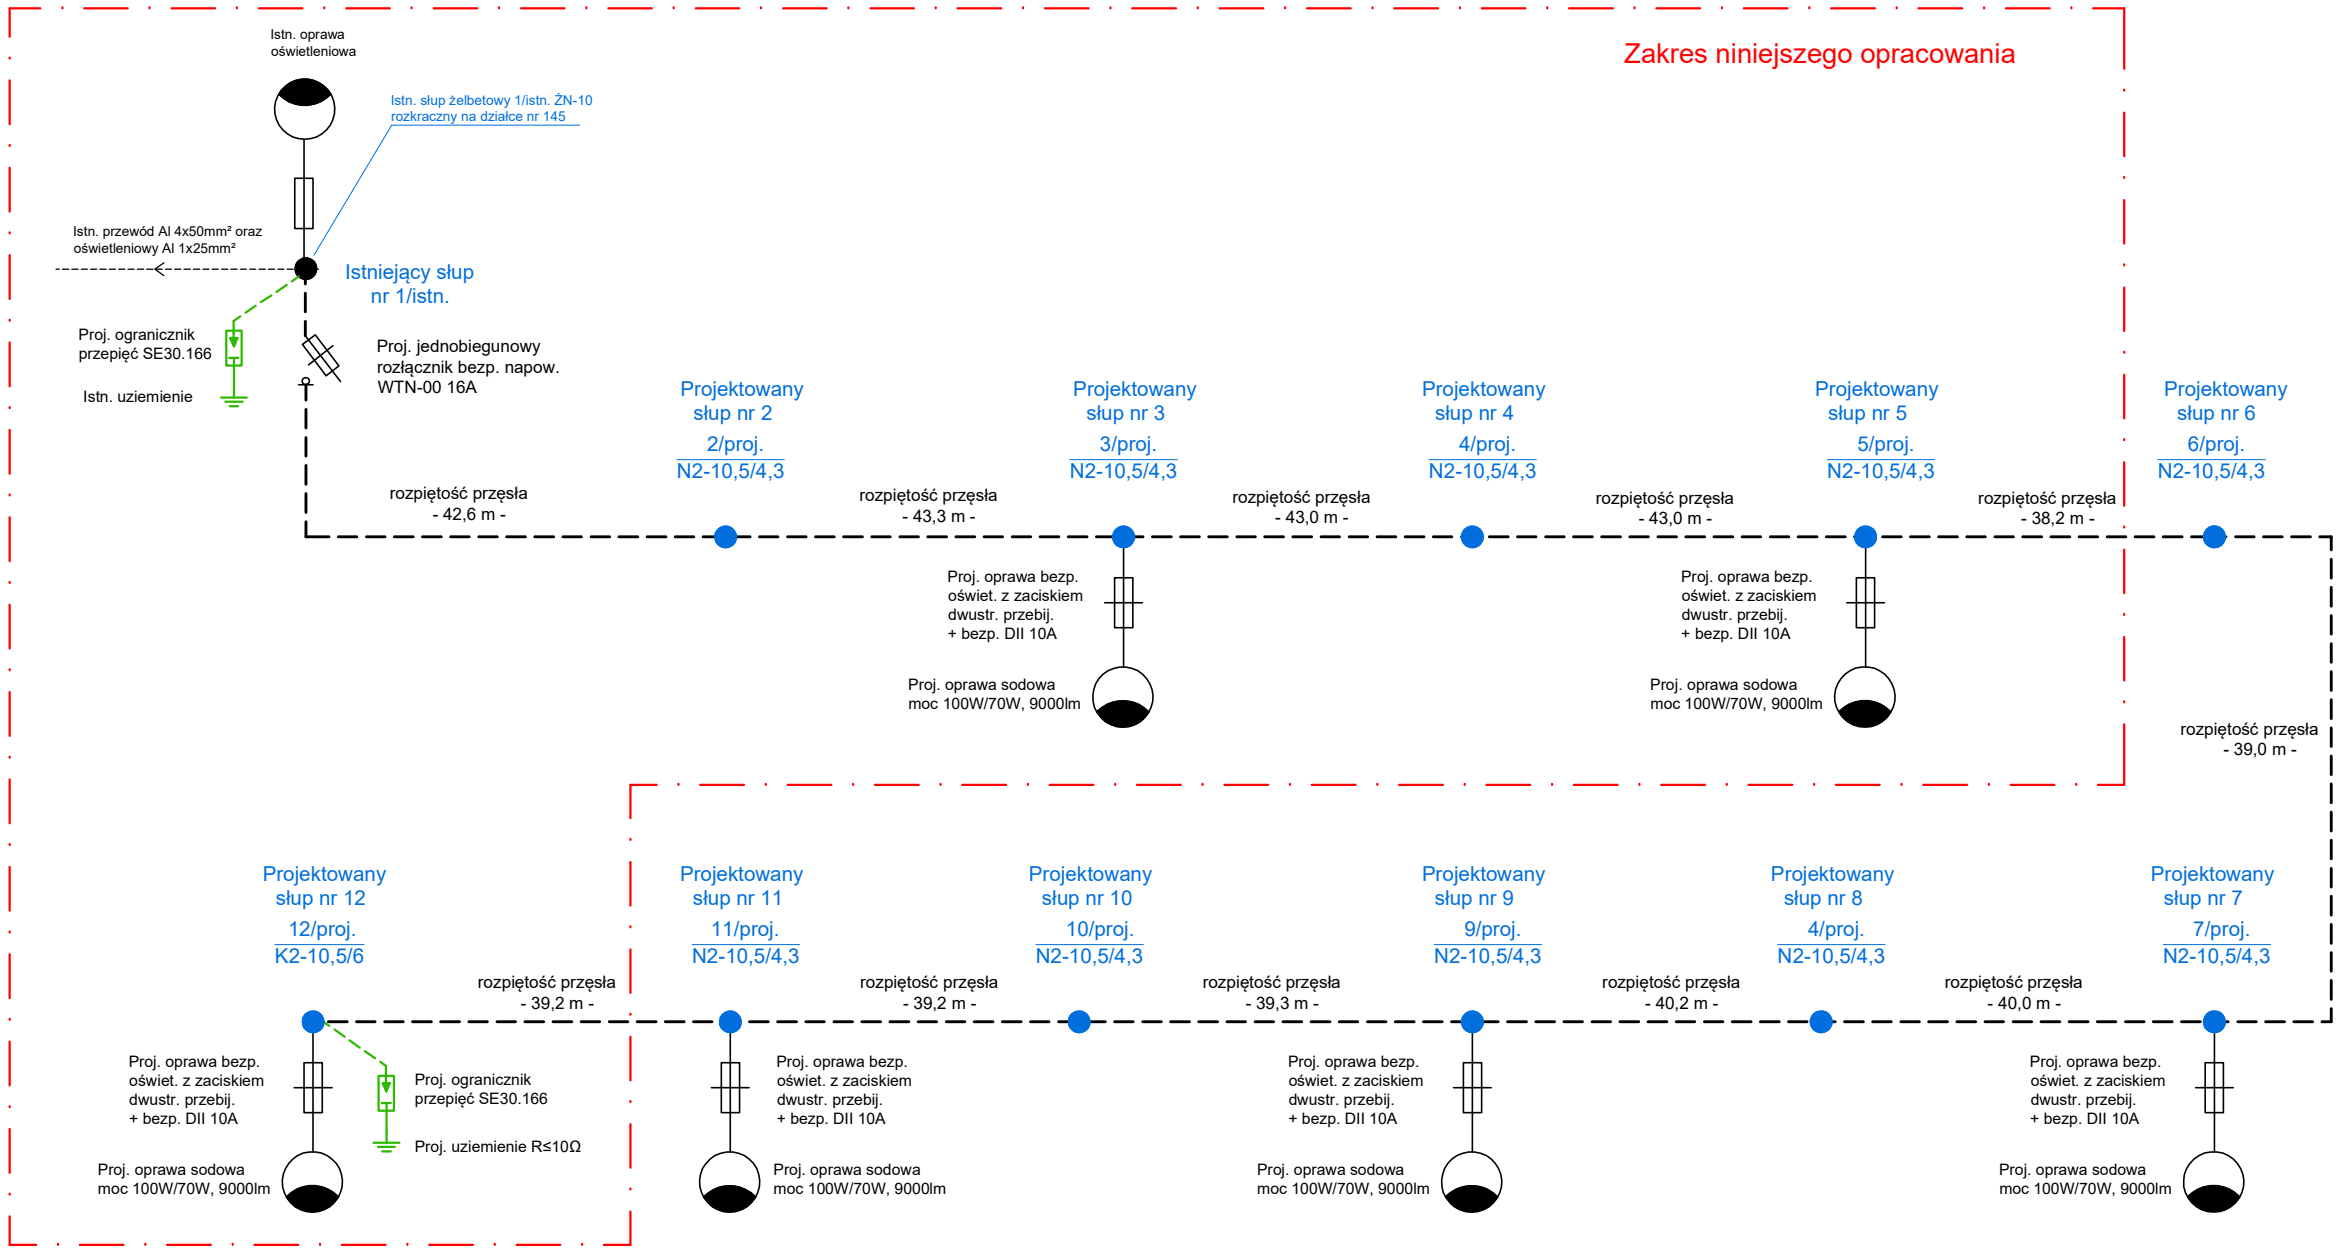 Istn. oprawa
oświetleniowa
Zakres niniejszego opracowania
Istn. słup żelbetowy 1/istn. ŻN-10
rozkraczny na działce nr 145
Istn. przewód Al 4x50mm² oraz
oświetleniowy Al 1x25mm²
Istniejący słup
nr 1/istn.
Proj. ogranicznik
przepięć SE30.166
Istn. uziemienie
Proj. jednobiegunowy
rozłącznik bezp. napow.
WTN-00 16A
Projektowany
słup nr 2
2/proj.
N2-10,5/4,3
Projektowany
słup nr 3
3/proj.
N2-10,5/4,3
Projektowany
słup nr 4
4/proj.
N2-10,5/4,3
Projektowany
słup nr 5
5/proj.
N2-10,5/4,3
Projektowany
słup nr 6
6/proj.
N2-10,5/4,3
rozpiętość przęsła
- 42,6 m -
rozpiętość przęsła
- 43,3 m -
rozpiętość przęsła
- 43,0 m -
rozpiętość przęsła
- 43,0 m -
rozpiętość przęsła
- 38,2 m -
Proj. oprawa bezp.
oświet. z zaciskiem
dwustr. przebij.
+ bezp. DII 10A
Proj. oprawa sodowa
moc 100W/70W, 9000lm
Proj. oprawa bezp.
oświet. z zaciskiem
dwustr. przebij.
+ bezp. DII 10A
Proj. oprawa sodowa
moc 100W/70W, 9000lm
rozpiętość przęsła
- 39,0 m -
Projektowany
słup nr 12
12/proj.
K2-10,5/6
Projektowany
słup nr 11
11/proj.
N2-10,5/4,3
Projektowany
słup nr 10
10/proj.
N2-10,5/4,3
Projektowany
słup nr 9
9/proj.
N2-10,5/4,3
Projektowany
słup nr 8
4/proj.
N2-10,5/4,3
Projektowany
słup nr 7
7/proj.
N2-10,5/4,3
rozpiętość przęsła
- 39,2 m -
rozpiętość przęsła
- 39,2 m -
rozpiętość przęsła
- 39,3 m -
rozpiętość przęsła
- 40,2 m -
rozpiętość przęsła
- 40,0 m -
Proj. oprawa bezp.
oświet. z zaciskiem
dwustr. przebij.
+ bezp. DII 10A
Proj. oprawa sodowa
moc 100W/70W, 9000lm
Proj. ogranicznik
przepięć SE30.166
Proj. uziemienie R≤10Ω
Proj. oprawa bezp.
oświet. z zaciskiem
dwustr. przebij.
+ bezp. DII 10A
Proj. oprawa sodowa
moc 100W/70W, 9000lm
Proj. oprawa bezp.
oświet. z zaciskiem
dwustr. przebij.
+ bezp. DII 10A
Proj. oprawa sodowa
moc 100W/70W, 9000lm
Proj. oprawa bezp.
oświet. z zaciskiem
dwustr. przebij.
+ bezp. DII 10A
Proj. oprawa sodowa
moc 100W/70W, 9000lm